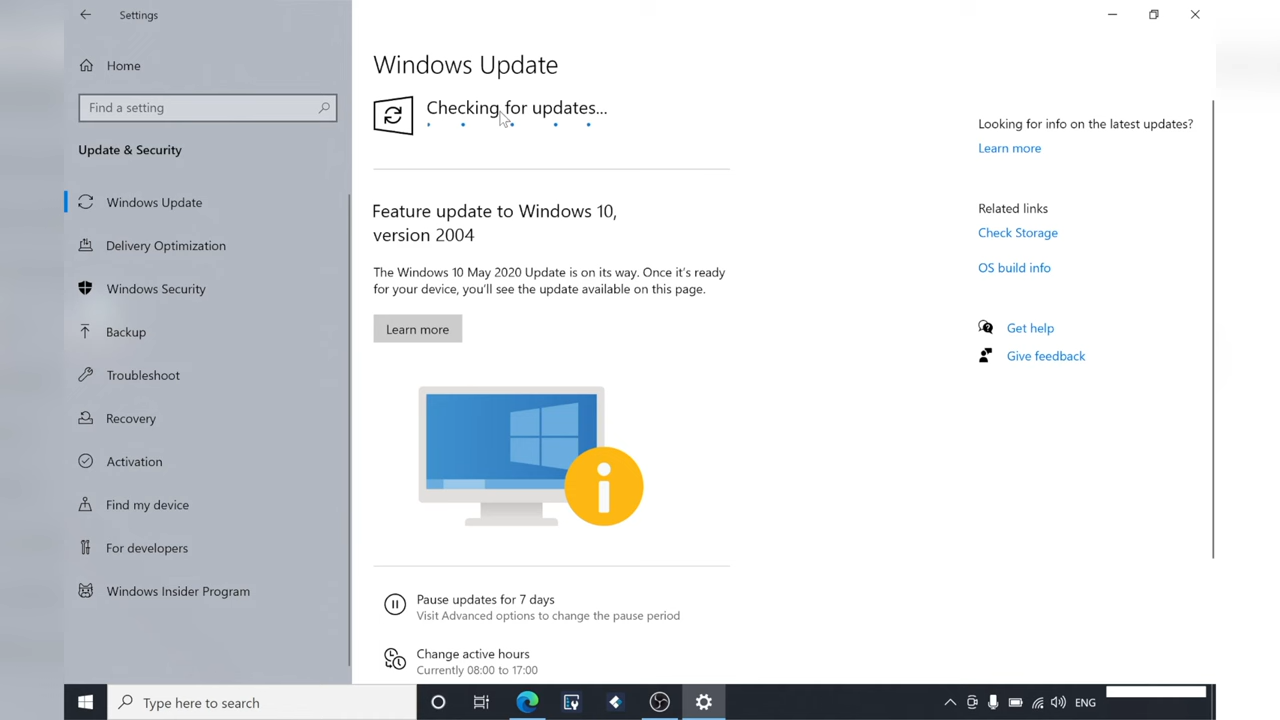 Settings
Home
Find a setting
Update & Security
Windows Update
Delivery Optimization
Windows Security
Backup
Troubleshoot
Recovery
Activation
Find my device
For developers
Windows Insider Program
Windows Update
Checking for updates...
Feature update to Windows 10,
version 2004
The Windows 10 May 2020 Update is on its way. Once it's ready
for your device, you'll see the update available on this page.
Learn more
Pause updates for 7 days
Visit Advanced options to change the pause period
Change active hours
Currently 08:00 to 17:00
Looking for info on the latest updates?
Learn more
Related links
Check Storage
OS build info
Get help
Give feedback
Type here to search
ENG